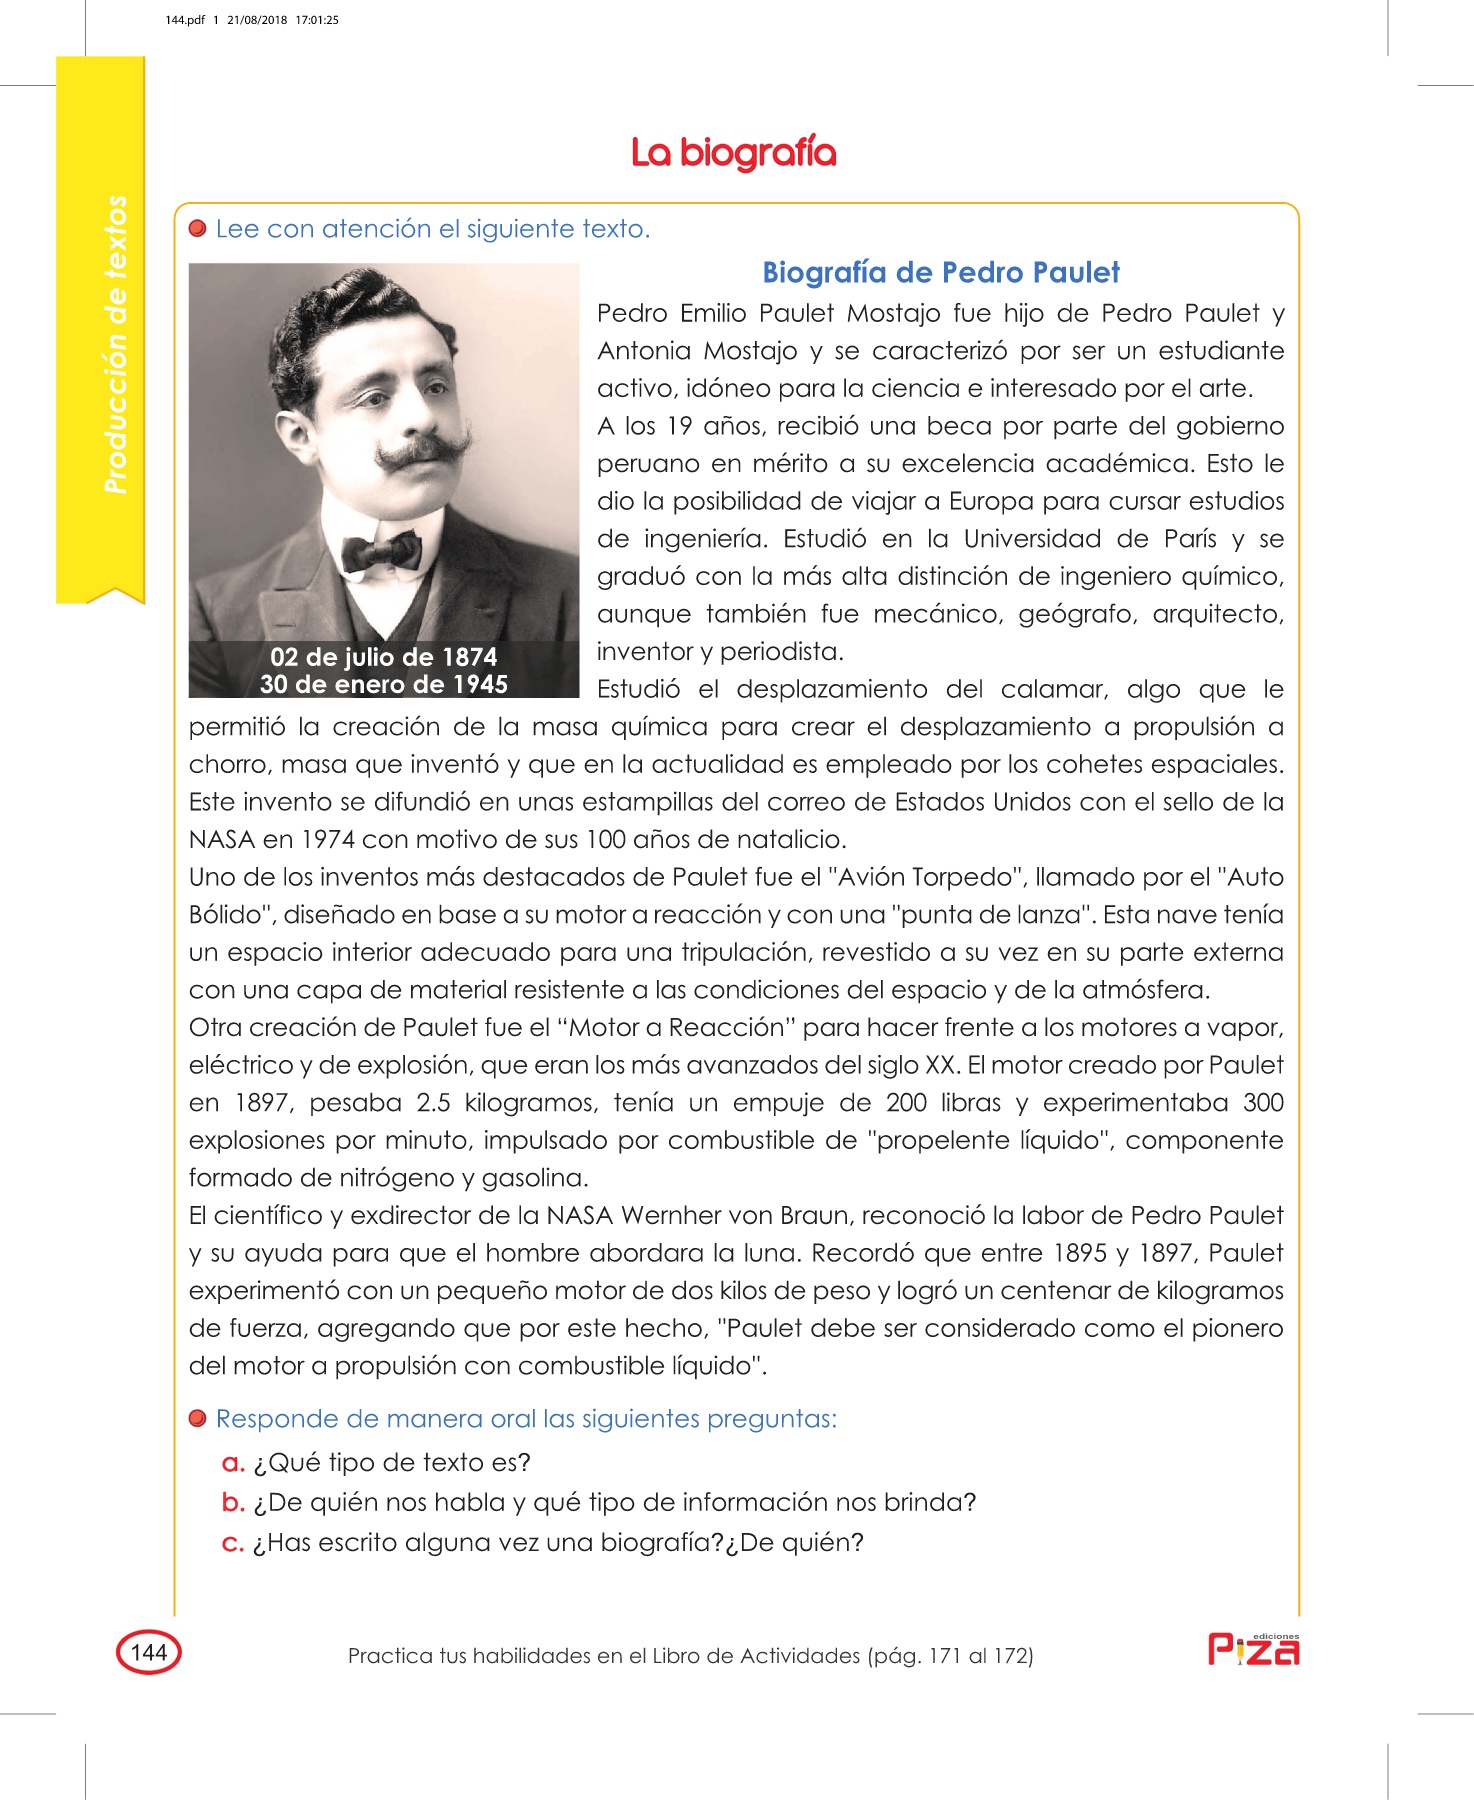 144.pdf 1 21/08/2018 17:01:25
Producción de textos
La biografía
Lee con atención el siguiente texto.
Biografía de Pedro Paulet
Pedro Emilio Paulet Mostajo fue hijo de Pedro Paulet y
Antonia Mostajo y se caracterizó por ser un estudiante
activo, idóneo para la ciencia e interesado por el arte.
A los 19 años, recibió una beca por parte del gobierno
peruano en mérito a su excelencia académica. Esto le
dio la posibilidad de viajar a Europa para cursar estudios
de ingeniería. Estudió en la Universidad de París y se
graduó con la más alta distinción de ingeniero químico,
aunque también fue mecánico, geógrafo, arquitecto,
inventor y periodista.
02 de julio de 1874
30 de enero de 1945
Estudió el desplazamiento del calamar, algo que le
permitió la creación de la masa química para crear el desplazamiento a propulsión a
chorro, masa que inventó y que en la actualidad es empleado por los cohetes espaciales.
Este invento se difundió en unas estampillas del correo de Estados Unidos con el sello de la
NASA en 1974 con motivo de sus 100 años de natalicio.
Uno de los inventos más destacados de Paulet fue el "Avión Torpedo", llamado por el "Auto
Bólido", diseñado en base a su motor a reacción y con una "punta de lanza". Esta nave tenía
un espacio interior adecuado para una tripulación, revestido a su vez en su parte externa
con una capa de material resistente a las condiciones del espacio y de la atmósfera.
Otra creación de Paulet fue el “Motor a Reacción” para hacer frente a los motores a vapor,
eléctrico y de explosión, que eran los más avanzados del siglo XX. El motor creado por Paulet
en 1897, pesaba 2.5 kilogramos, tenía un empuje de 200 libras y experimentaba 300
explosiones por minuto, impulsado por combustible de "propelente líquido", componente
formado de nitrógeno y gasolina.
El científico y exdirector de la NASA Wernher von Braun, reconoció la labor de Pedro Paulet
y su ayuda para que el hombre abordara la luna. Recordó que entre 1895 y 1897, Paulet
experimentó con un pequeño motor de dos kilos de peso y logró un centenar de kilogramos
de fuerza, agregando que por este hecho, "Paulet debe ser considerado como el pionero
del motor a propulsión con combustible líquido".
Responde de manera oral las siguientes preguntas:
a. ¿Qué tipo de texto es?
b. ¿De quién nos habla y qué tipo de información nos brinda?
c. ¿Has escrito alguna vez una biografía?¿De quién?
144
Practica tus habilidades en el Libro de Actividades (pág. 171 al 172)
ediciones
Piza